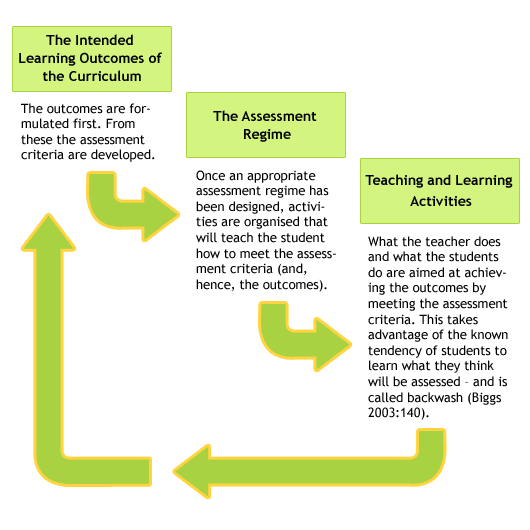 The Intended
Learning Outcomes of
the Curriculum
The outcomes are for-
mulated first. From
these the assessment
criteria are developed.
The Assessment
Regime
Once an appropriate
assessment regime has
been designed, activi-
ties are organised that
will teach the student
how to meet the assess-
ment criteria (and,
hence, the outcomes).
Teaching and Learning
Activities
What the teacher does
and what the students
do are aimed at achiev-
ing the outcomes by
meeting the assessment
criteria. This takes
advantage of the known
tendency of students to
learn what they think
will be assessed – and is
called backwash (Biggs
2003:140).